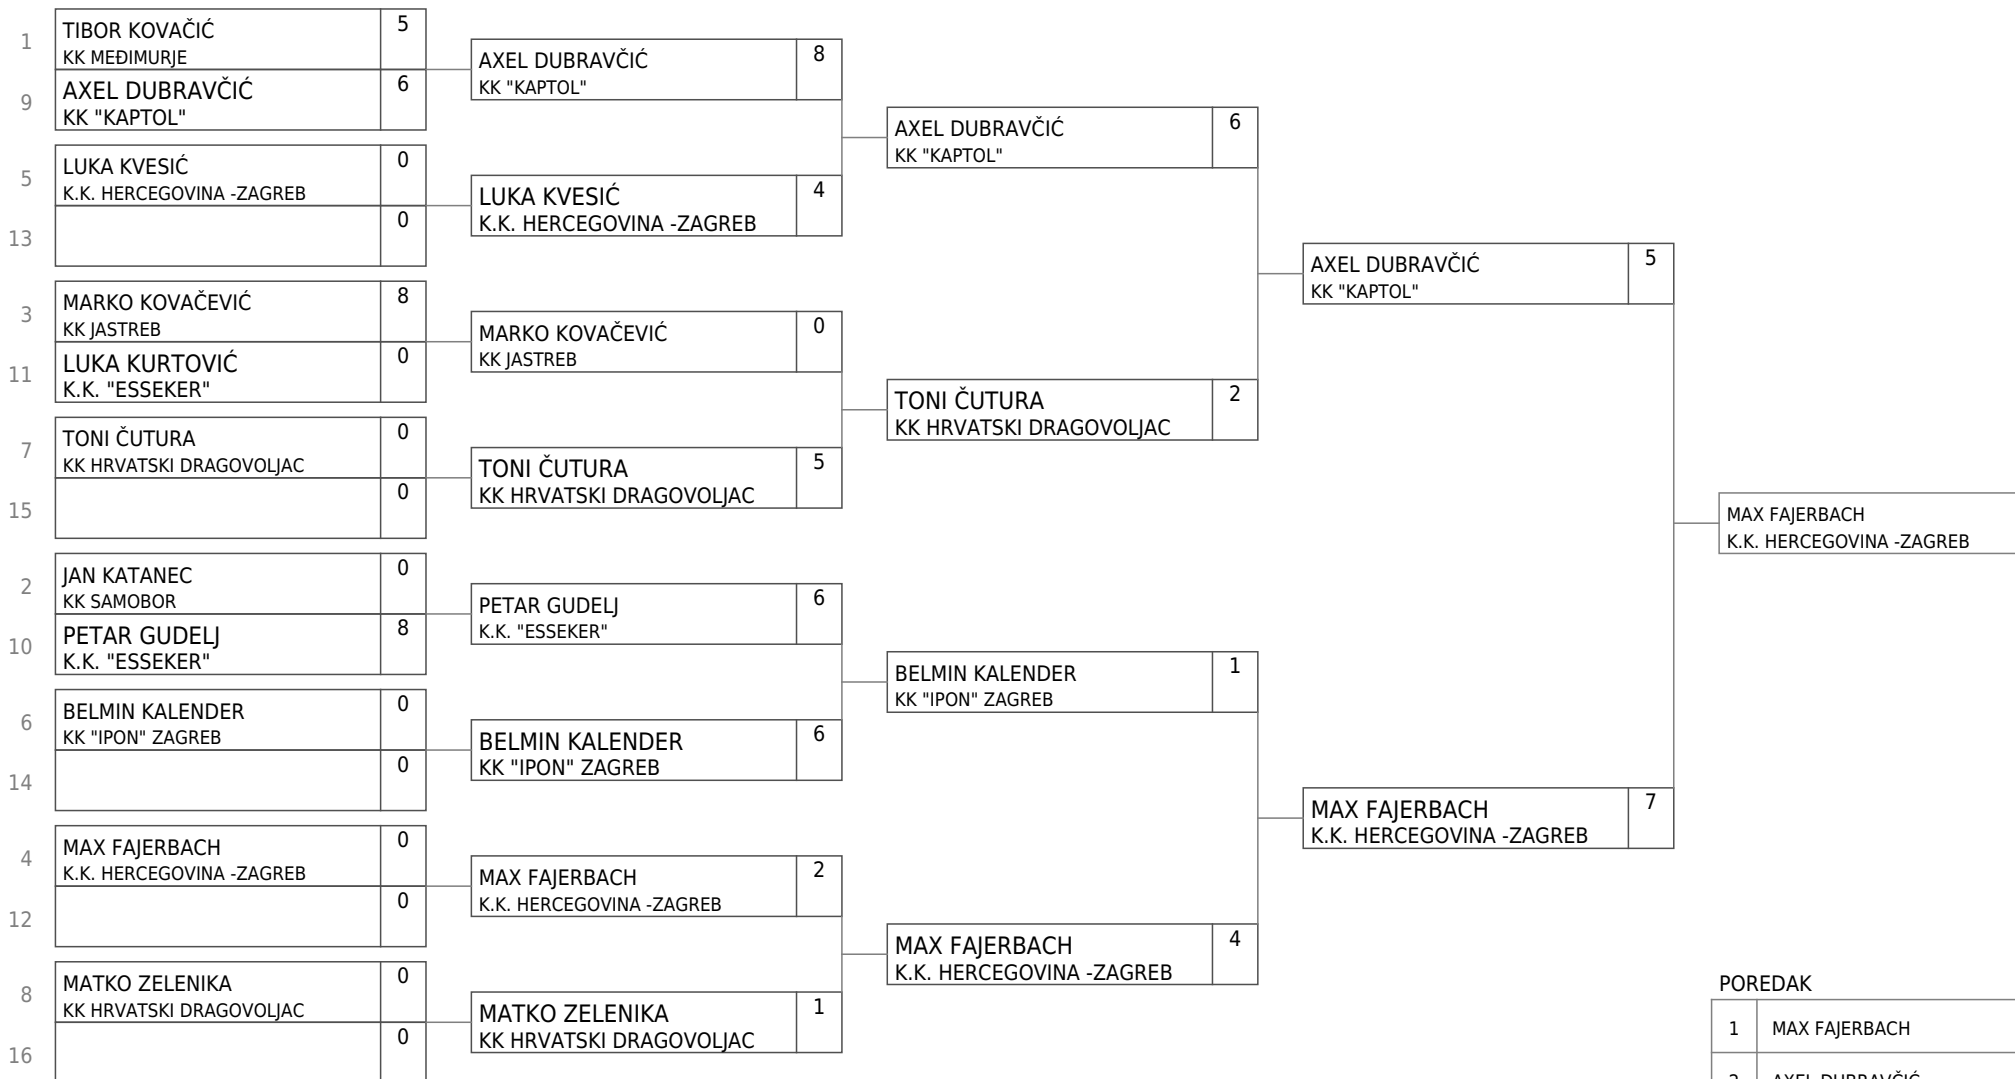 1
TIBOR KOVAČIĆ 5
KK MEĐIMURJE
9
AXEL DUBRAVČIĆ 6
KK "KAPTOL"
5
LUKA KVESIĆ 0
K.K. HERCEGOVINA -ZAGREB
13
0
3
MARKO KOVAČEVIĆ 8
KK JASTREB
11
LUKA KURTOVIĆ 0
K.K. "ESSEKER"
7
TONI ČUTURA 0
KK HRVATSKI DRAGOVOLJAC
15
0
2
JAN KATANEC 0
KK SAMOBOR
10
PETAR GUDELJ 8
K.K. "ESSEKER"
6
BELMIN KALENDER 0
KK "IPON" ZAGREB
14
0
4
MAX FAJERBACH 0
K.K. HERCEGOVINA -ZAGREB
12
0
8
MATKO ZELENIKA 0
KK HRVATSKI DRAGOVOLJAC
16
0
AXEL DUBRAVČIĆ 8
KK "KAPTOL"
LUKA KVESIĆ 4
K.K. HERCEGOVINA -ZAGREB
MARKO KOVAČEVIĆ 0
KK JASTREB
TONI ČUTURA 5
KK HRVATSKI DRAGOVOLJAC
PETAR GUDELJ 6
K.K. "ESSEKER"
BELMIN KALENDER 6
KK "IPON" ZAGREB
MAX FAJERBACH 2
K.K. HERCEGOVINA -ZAGREB
MATKO ZELENIKA 1
KK HRVATSKI DRAGOVOLJAC
AXEL DUBRAVČIĆ 6
KK "KAPTOL"
TONI ČUTURA 2
KK HRVATSKI DRAGOVOLJAC
BELMIN KALENDER 1
KK "IPON" ZAGREB
MAX FAJERBACH 4
K.K. HERCEGOVINA -ZAGREB
AXEL DUBRAVČIĆ 5
KK "KAPTOL"
MAX FAJERBACH 7
K.K. HERCEGOVINA -ZAGREB
MAX FAJERBACH
K.K. HERCEGOVINA -ZAGREB
POREDAK
1 MAX FAJERBACH
2 AXEL DUBRAVČIĆ